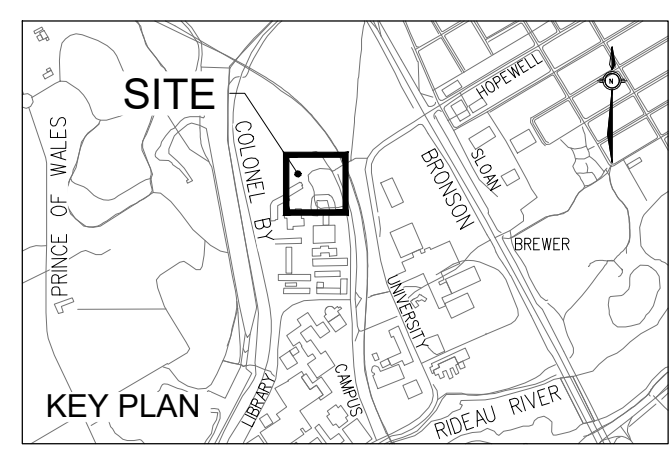 SITE
HOPEWELL
N
PRINCE OF WALES
COLONEL BY
BRONSON
SLOAN
BREWER
UNIVERSITY
LIBRARY
CAMPUS
RIDEAU RIVER
KEY PLAN